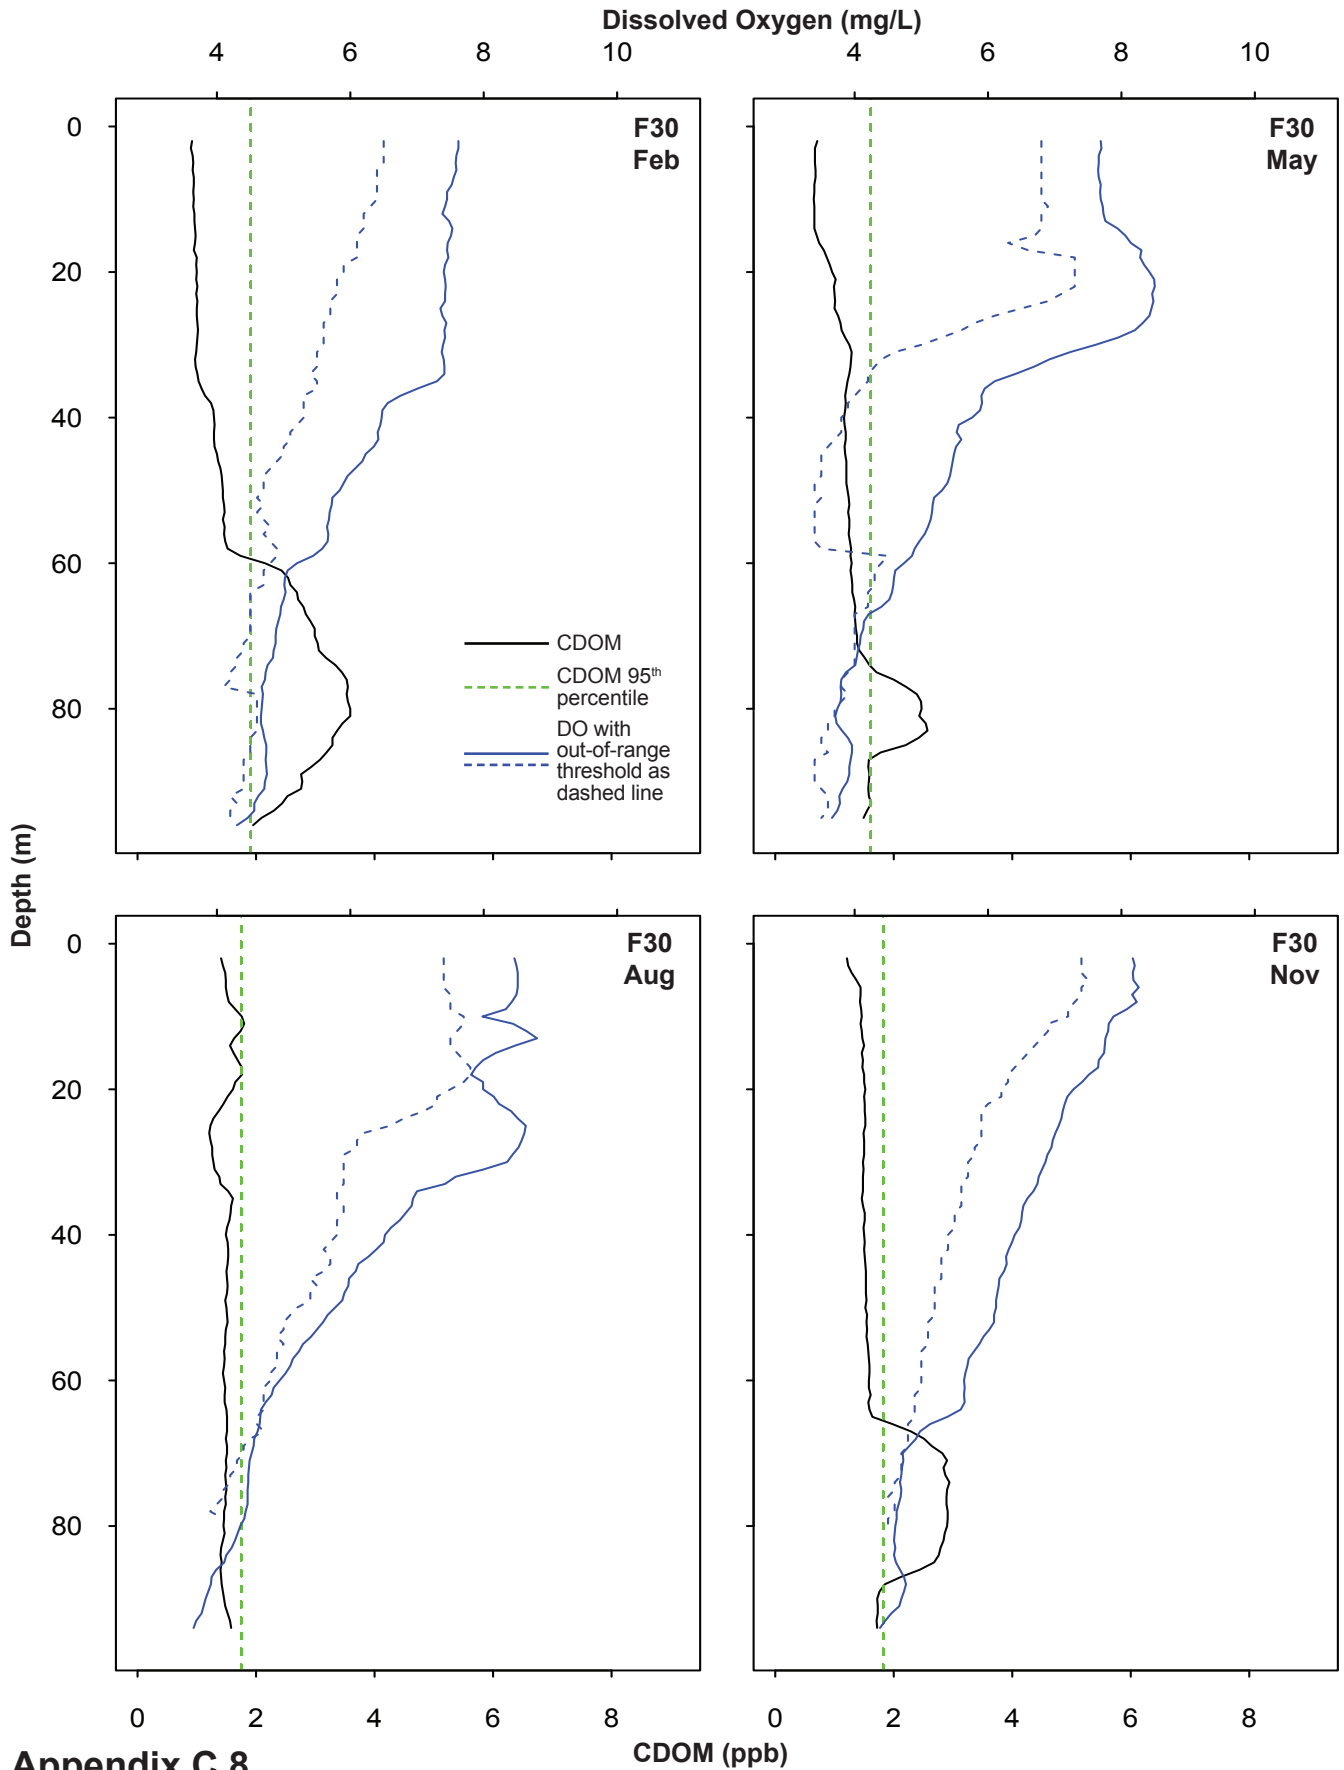 Dissolved Oxygen (mg/L)
4 6 8 10 4 6 8 10
F30
Feb
F30
May
0
20
40
60
80
CDOM
CDOM 95th
percentile
DO with
out-of-range
threshold as
dashed line
Depth (m)
F30
Aug
F30
Nov
0
20
40
60
80
0 2 4 6 8 0 2 4 6 8
CDOM (ppb)
Appendix C.8